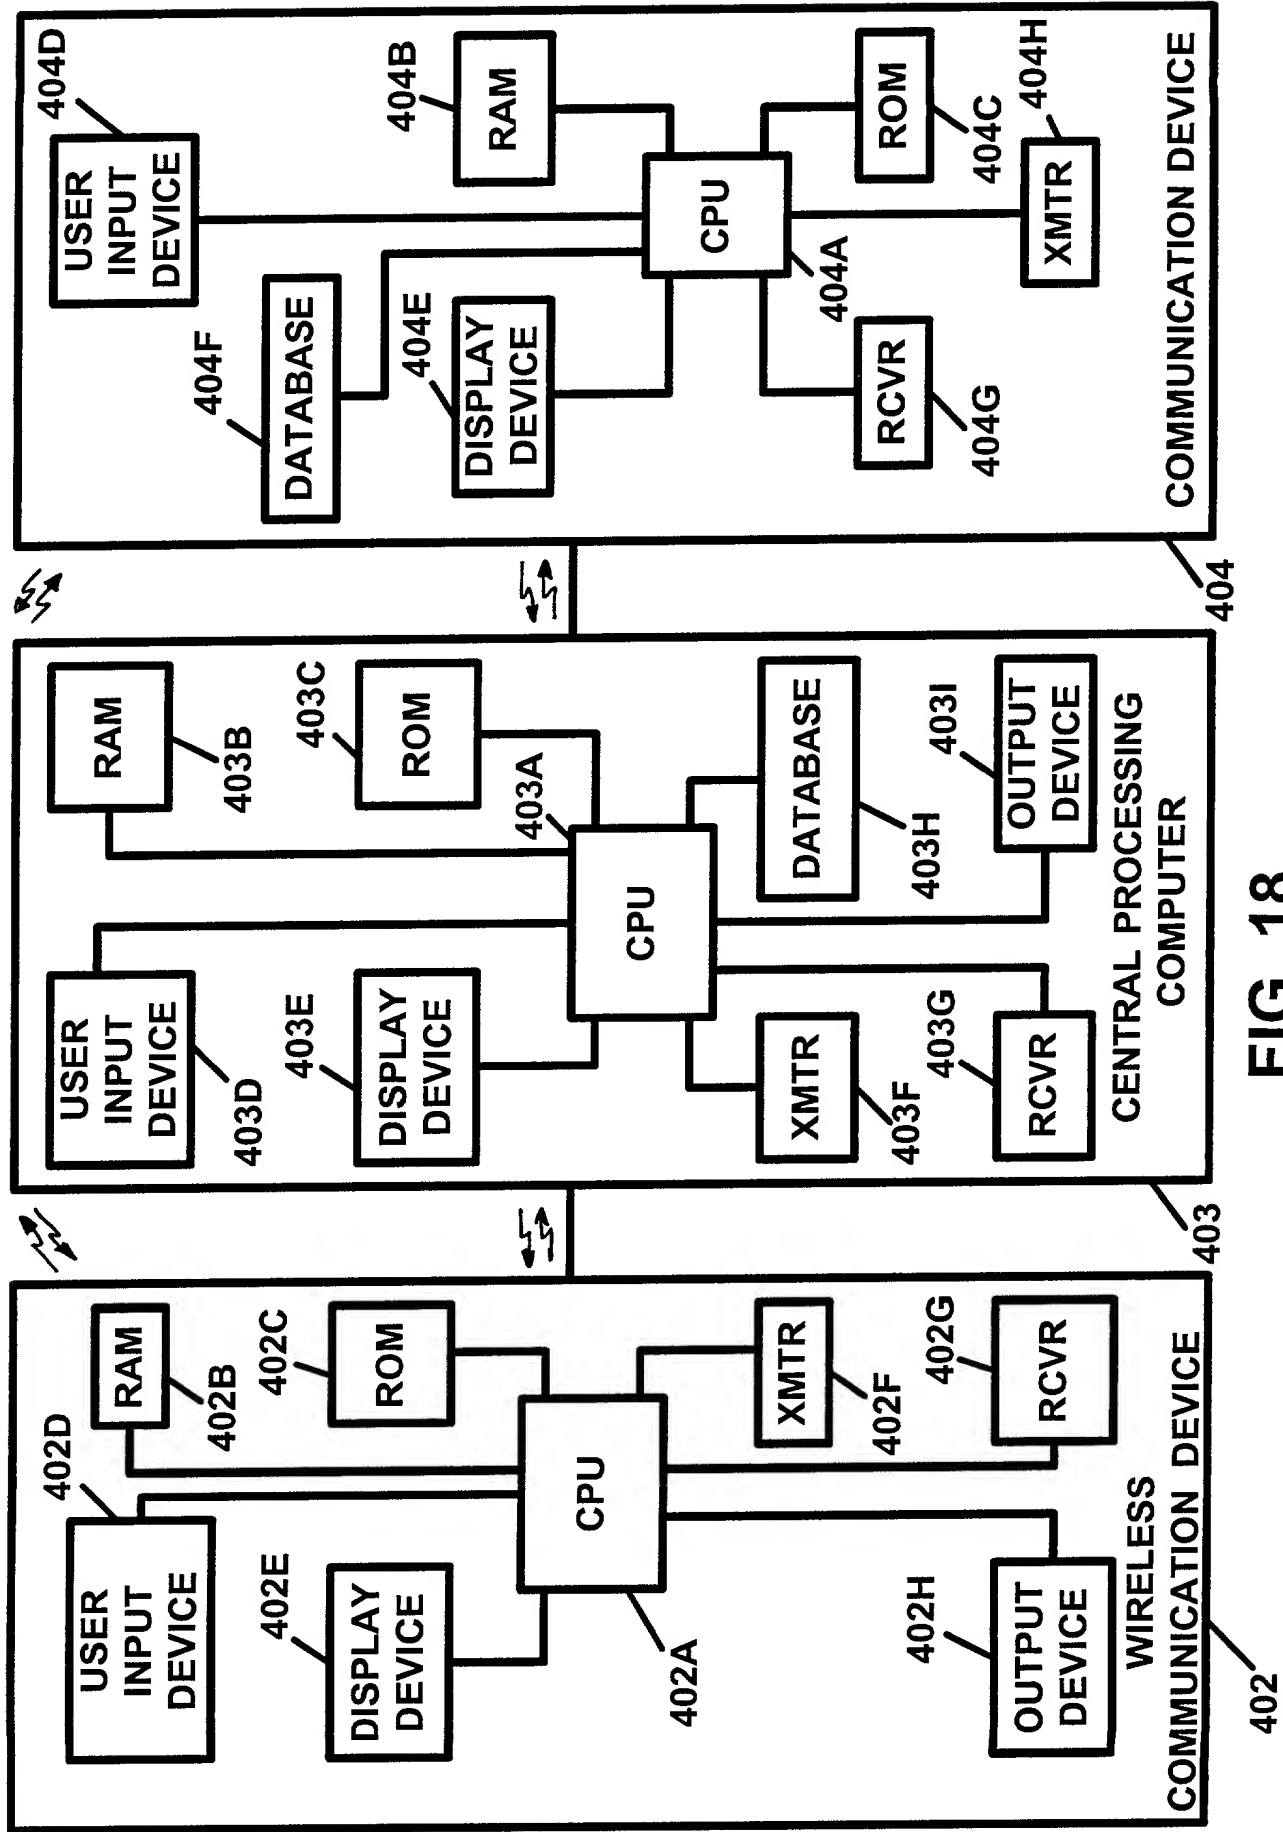 402D
USER
INPUT
DEVICE
RAM
402B
402E
DISPLAY
DEVICE
402C
ROM
CPU
402A
XMTR
402F
402H
OUTPUT
DEVICE
402G
RCVR
WIRELESS
COMMUNICATION DEVICE
402
USER
INPUT
DEVICE
403D
RAM
403B
403E
DISPLAY
DEVICE
403C
ROM
403A
CPU
XMTR
403F
DATABASE
403H
403G
RCVR
403I
OUTPUT
DEVICE
CENTRAL PROCESSING
COMPUTER
403
404D
USER
INPUT
DEVICE
404F
DATABASE
404B
RAM
404E
DISPLAY
DEVICE
CPU
404A
RCVR
404G
ROM
404C
404H
XMTR
COMMUNICATION DEVICE
404
FIG. 18